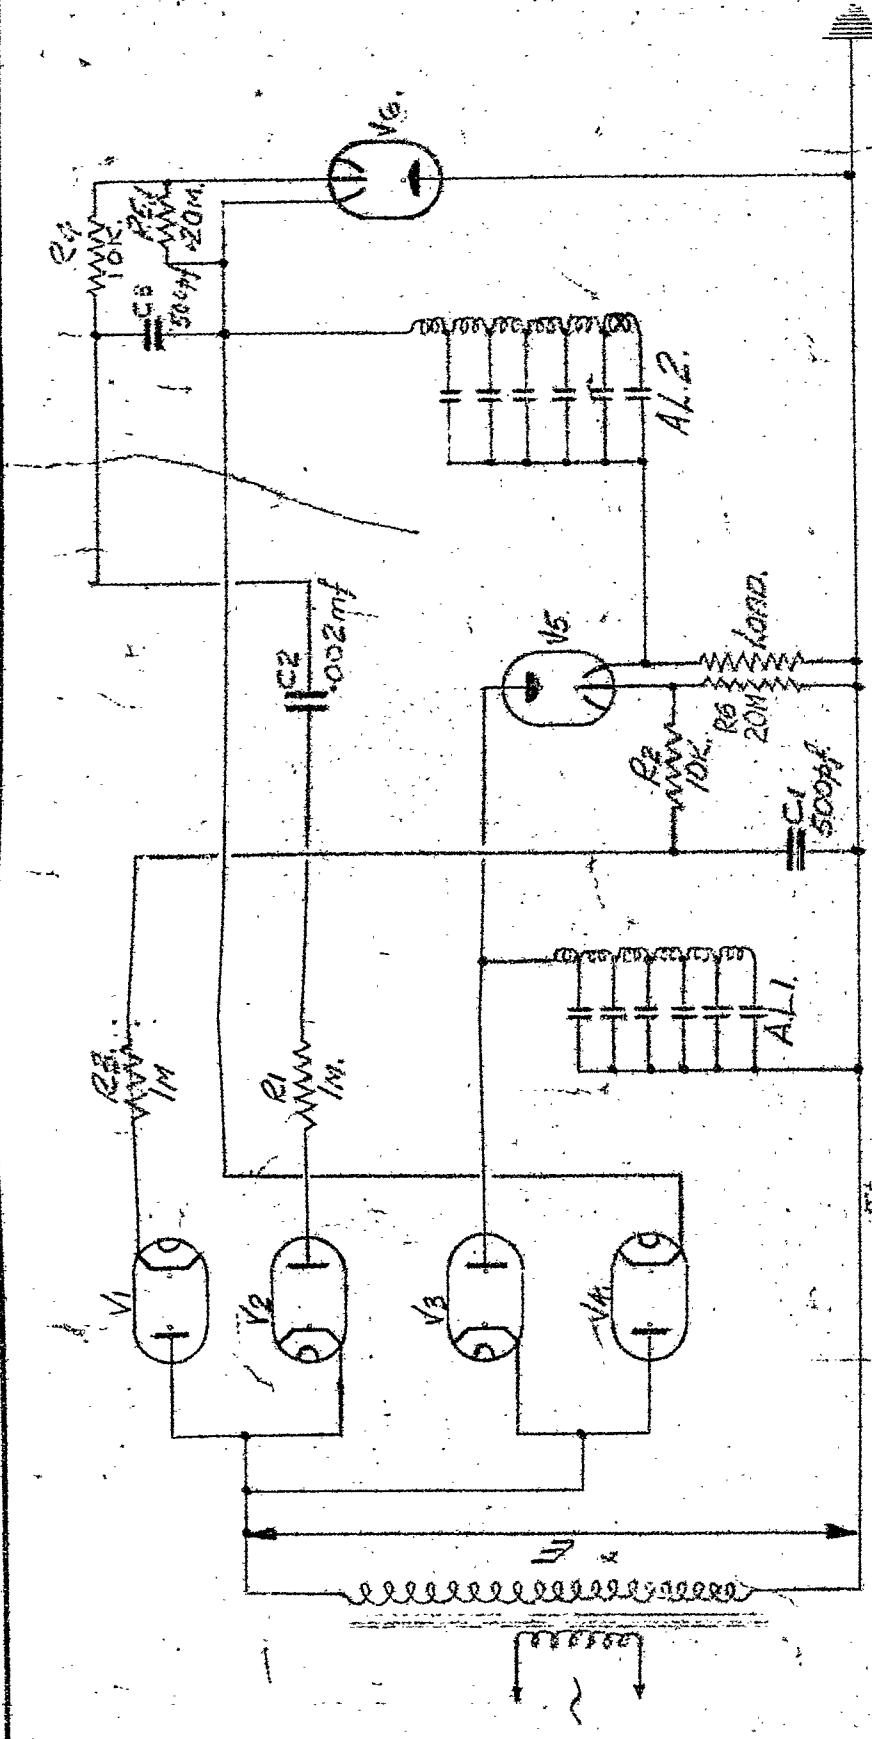 V6.
R4
10K.
R5
20M.
C3
500pf
AL.2.
C2
.002mf
V5.
LOAD.
R6
20M
R2
10K.
C1
500pf.
R3.
1M
R1
1M.
A.L.1.
V1
V2
V3
V4
~